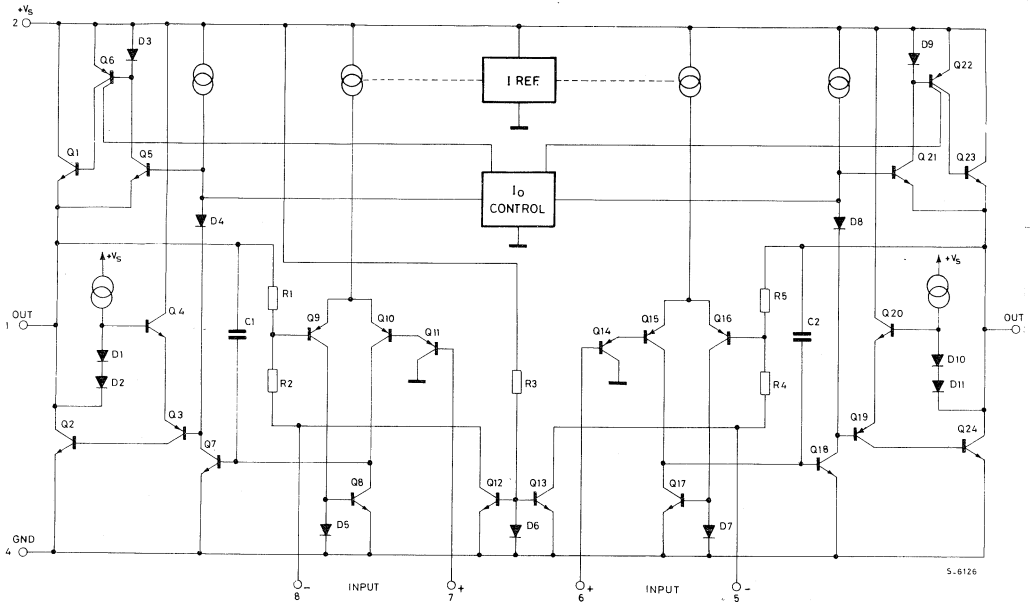 +Vs
2
D3
Q6
D9
Q22
I REF.
Q1
Q5
Q21
Q23
Io
CONTROL
D4
D8
+Vs
+Vs
R1
R5
OUT
1
Q4
C1
Q9
Q10
Q11
Q14
Q15
Q16
C2
Q20
OUT
D1
D2
R2
R3
R4
D10
D11
Q2
Q3
Q7
Q19
Q24
Q18
Q8
Q12
Q13
Q17
D5
D6
D7
GND
4
S-6126
-
INPUT
+
+
INPUT
-
8
7
6
5